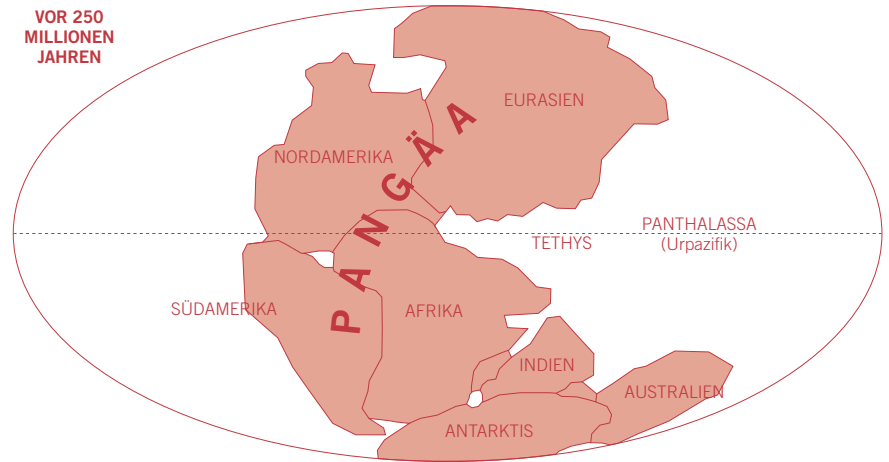 VOR 250
MILLIONEN
JAHREN
EURASIEN
NORDAMERIKA
PANGÄA
PANTHALASSA
(Urpazifik)
TETHYS
SÜDAMERIKA
AFRIKA
INDIEN
AUSTRALIEN
ANTARKTIS